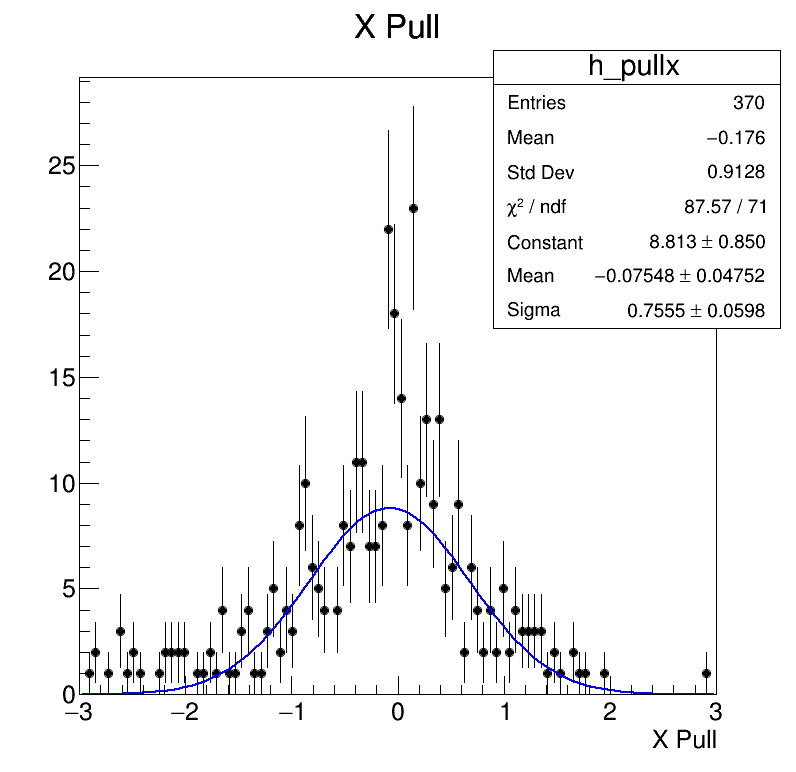 X Pull
h_pullx
Entries 370
Mean −0.176
Std Dev 0.9128
χ² / ndf 87.57 / 71
Constant 8.813 ± 0.850
Mean −0.07548 ± 0.04752
Sigma 0.7555 ± 0.0598
25
20
15
10
5
0
−3 −2 −1 0 1 2 3
X Pull